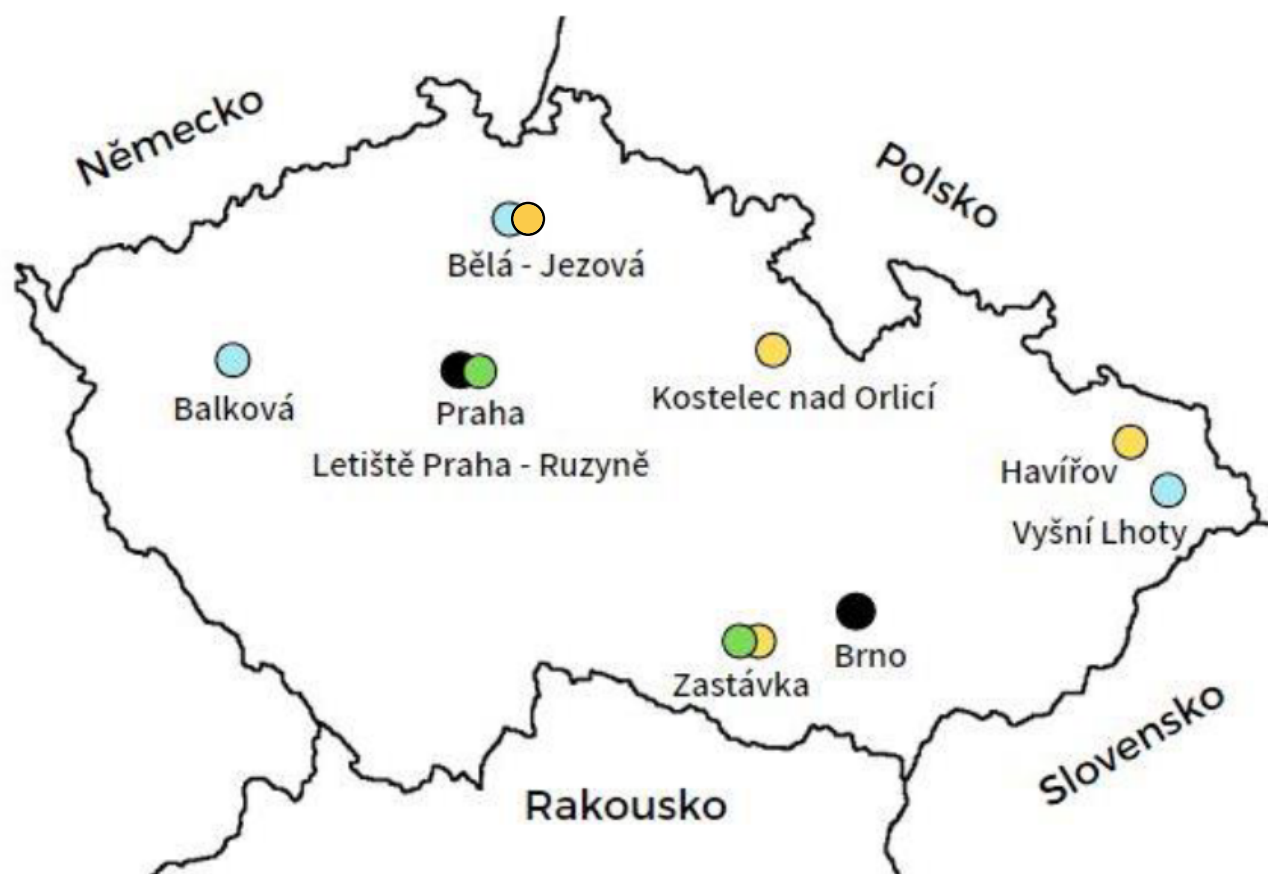 Německo
Polsko
Bělá - Jezová
Balková
Praha
Letiště Praha - Ruzyně
Kostelec nad Orlicí
Havířov
Vyšní Lhoty
Brno
Zastávka
Slovensko
Rakousko